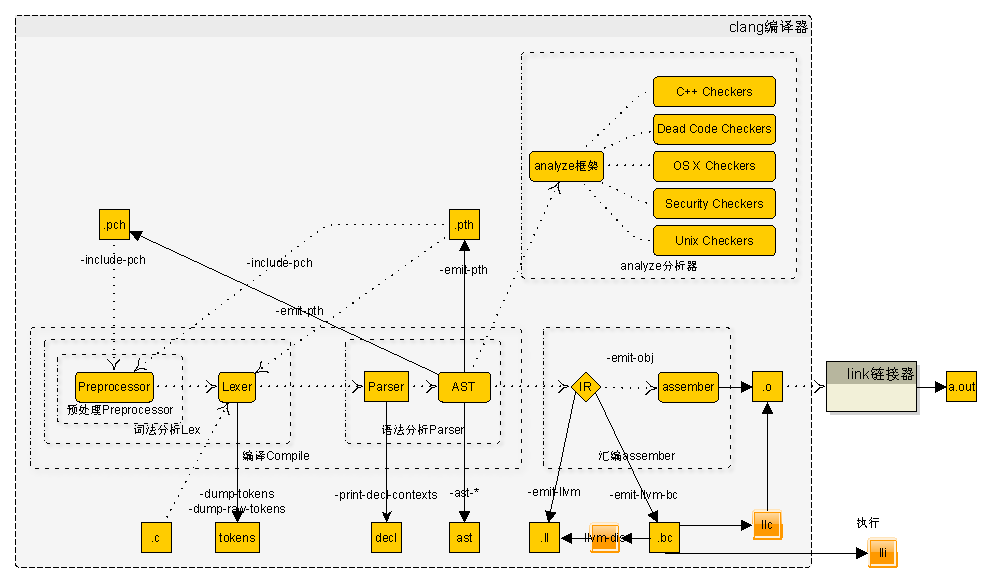 clang编译器
C++ Checkers
Dead Code Checkers
analyze框架
OS X Checkers
Security Checkers
Unix Checkers
analyze分析器
.pch
.pth
-include-pch
-include-pch
-emit-pth
-emit-pth
-emit-obj
Preprocessor
Lexer
Parser
AST
IR
assember
.o
link链接器
a.out
预处理Preprocessor
词法分析Lex
语法分析Parser
编译Compile
汇编assember
-dump-tokens
-dump-raw-tokens
-print-decl-contexts
-ast-*
-emit-llvm
-emit-llvm-bc
.c
tokens
decl
ast
.ll
llvm-dis
.bc
llc
执行
lli